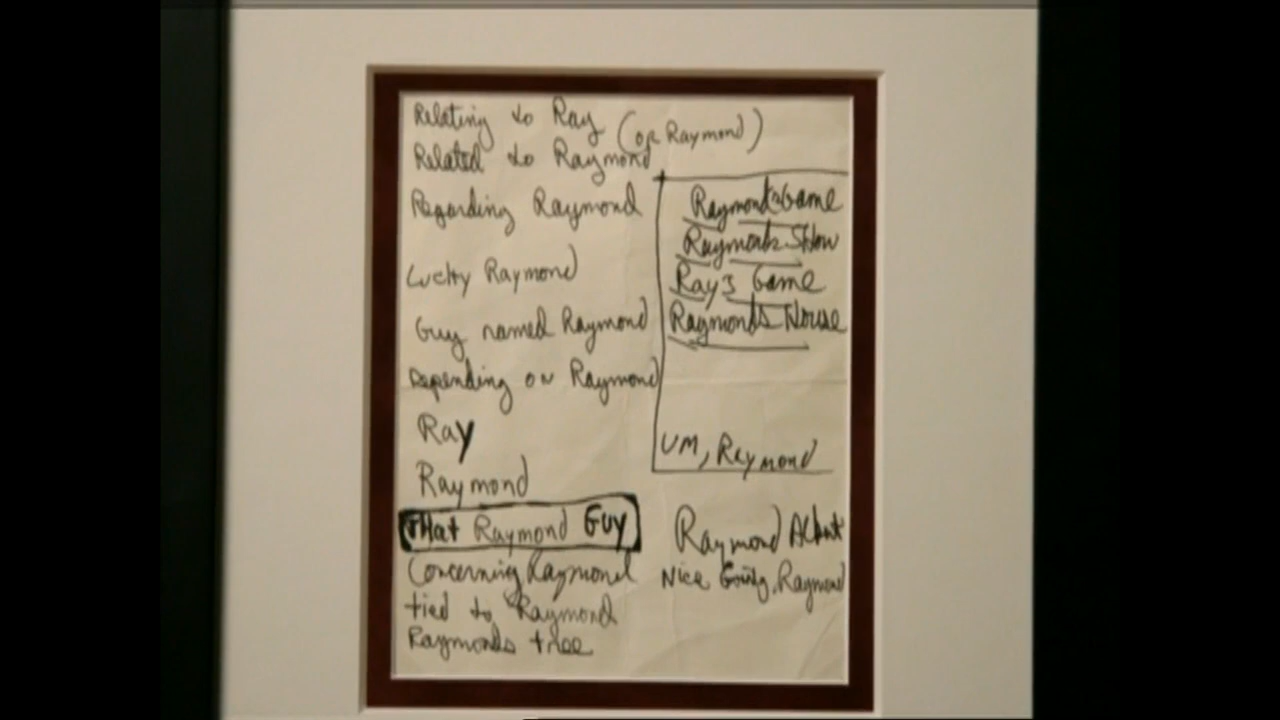 Relating to Ray (or Raymond)
Related to Raymond
Regarding Raymond
Lucky Raymond
Guy named Raymond
Depending on Raymond
Ray
Raymond
That Raymond Guy
Concerning Raymond
tied to Raymond
Raymonds tree
Raymond's Game
Raymonds Show
Ray's Game
Raymonds House
UM, Raymond
Raymond
Nice Going, Raymond